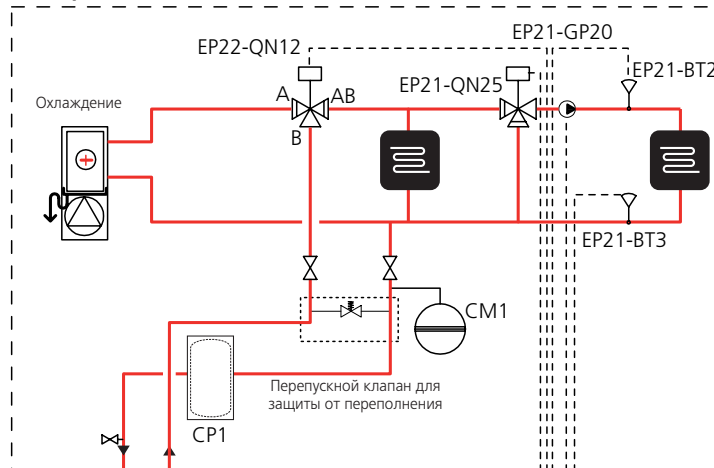 EP21-GP20
EP22-QN12
EP21-BT2
EP21-QN25
Охлаждение
A
AB
B
EP21-BT3
CM1
Перепускной клапан для
защиты от переполнения
CP1